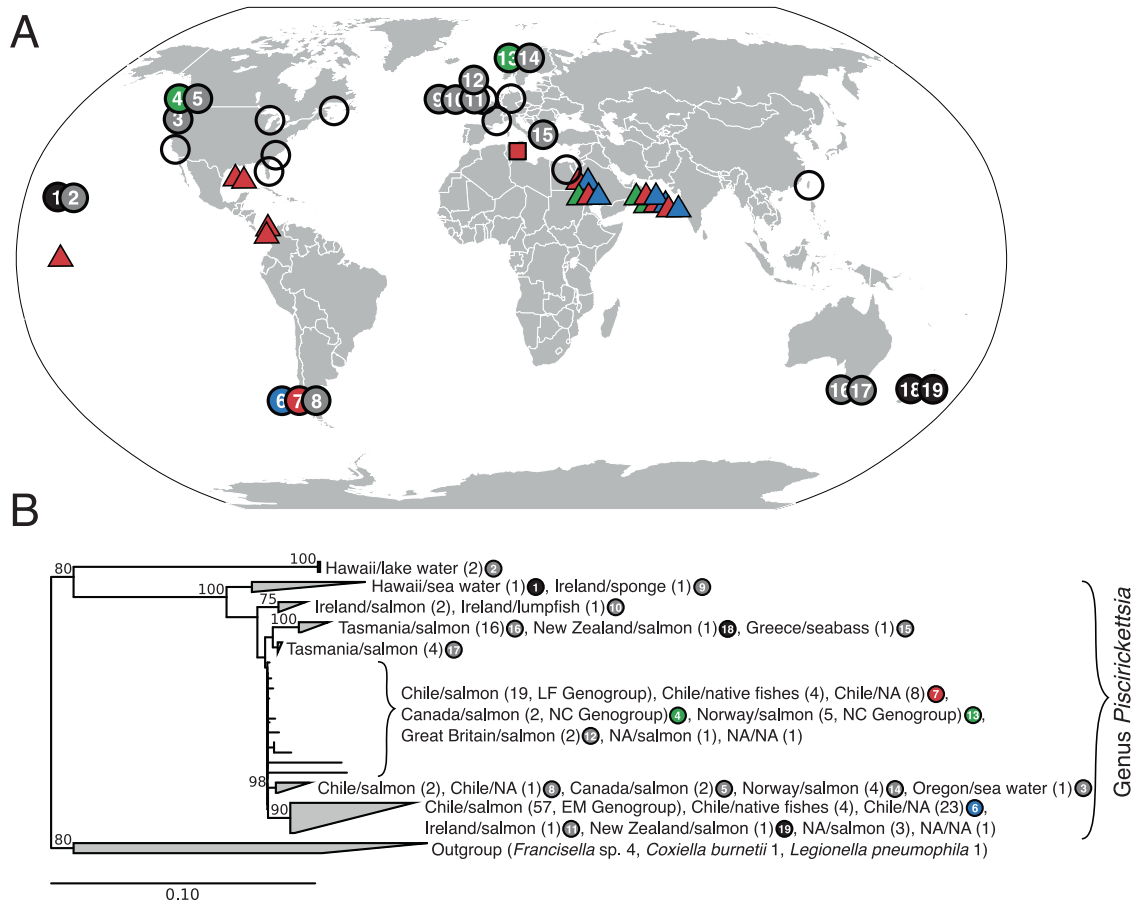 A
13 14
12
4 5
9 10 11
3
15
1 2
6 7 8
16 17 18 19
B
80
100
Hawaii/lake water (2) 2
100
Hawaii/sea water (1) 1, Ireland/sponge (1) 9
75
Ireland/salmon (2), Ireland/lumpfish (1) 10
100
Tasmania/salmon (16) 16, New Zealand/salmon (1) 18, Greece/seabass (1) 15
Tasmania/salmon (4) 17
Chile/salmon (19, LF Genogroup), Chile/native fishes (4), Chile/NA (8) 7,
Canada/salmon (2, NC Genogroup) 4, Norway/salmon (5, NC Genogroup) 13,
Great Britain/salmon (2) 12, NA/salmon (1), NA/NA (1)
98
Chile/salmon (2), Chile/NA (1) 8, Canada/salmon (2) 5, Norway/salmon (4) 14, Oregon/sea water (1) 3
90
Chile/salmon (57, EM Genogroup), Chile/native fishes (4), Chile/NA (23) 6,
Ireland/salmon (1) 11, New Zealand/salmon (1) 19, NA/salmon (3), NA/NA (1)
80
Outgroup (Francisella sp. 4, Coxiella burnetii 1, Legionella pneumophila 1)
0.10
Genus Piscirickettsia